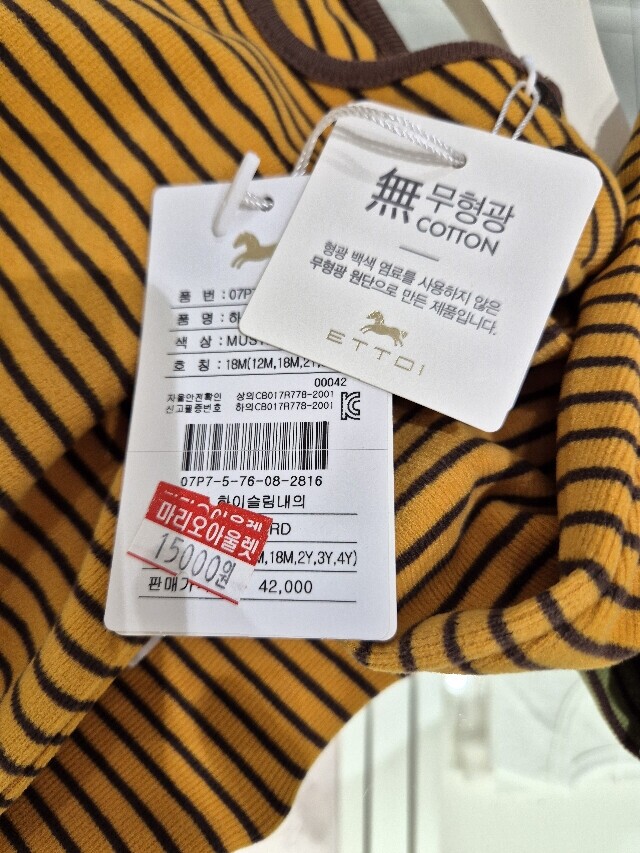 無 무형광
COTTON
형광 백색 염료를 사용하지 않은
무형광 원단으로 만든 제품입니다.
ETTOI
품 번 : 07P
품 명 : 하
색 상 : MUS
호 칭 : 18M(12M,18M,2Y
00042
자율안전확인 상의CB017R778-2001
신고필증번호 하의CB017R778-2001
07P7-5-76-08-2816
하이슬림내의
RD
18M,2Y,3Y,4Y)
판매가 42,000
마리오아울렛
15000원